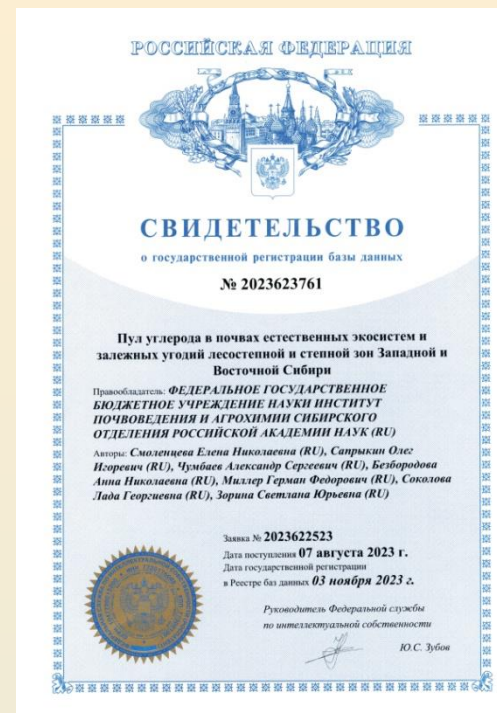 РОССИЙСКАЯ ФЕДЕРАЦИЯ
СВИДЕТЕЛЬСТВО
о государственной регистрации базы данных
№ 2023623761
Пул углерода в почвах естественных экосистем и
залежных угодий лесостепной и степной зон Западной и
Восточной Сибири
Правообладатель: ФЕДЕРАЛЬНОЕ ГОСУДАРСТВЕННОЕ
БЮДЖЕТНОЕ УЧРЕЖДЕНИЕ НАУКИ ИНСТИТУТ
ПОЧВОВЕДЕНИЯ И АГРОХИМИИ СИБИРСКОГО
ОТДЕЛЕНИЯ РОССИЙСКОЙ АКАДЕМИИ НАУК (RU)
Авторы: Смоленцева Елена Николаевна (RU), Сапрыкин Олег
Игоревич (RU), Чумбаев Александр Сергеевич (RU), Безбородова
Анна Николаевна (RU), Миллер Герман Федорович (RU), Соколова
Лада Георгиевна (RU), Зорина Светлана Юрьевна (RU)
Заявка № 2023622523
Дата поступления 07 августа 2023 г.
Дата государственной регистрации
в Реестре баз данных 03 ноября 2023 г.
Руководитель Федеральной службы
по интеллектуальной собственности
Ю.С. Зубов